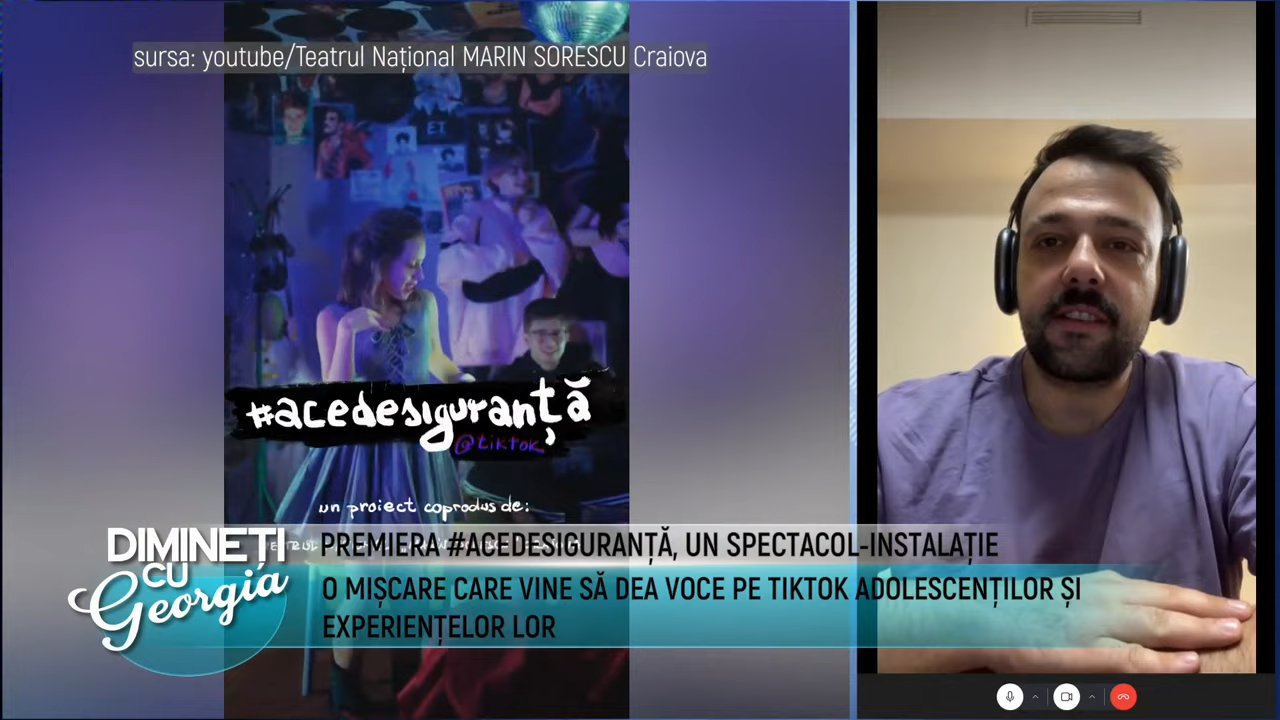 sursa: youtube/Teatrul Național MARIN SORESCU Craiova
ET
#acedesiguranță
@tiktok
un proiect coprodus de:
DIMINEȚI
CU
Georgia
PREMIERA #ACEDESIGURANȚĂ, UN SPECTACOL-INSTALAȚIE
O MIȘCARE CARE VINE SĂ DEA VOCE PE TIKTOK ADOLESCENȚILOR ȘI
EXPERIENȚELOR LOR